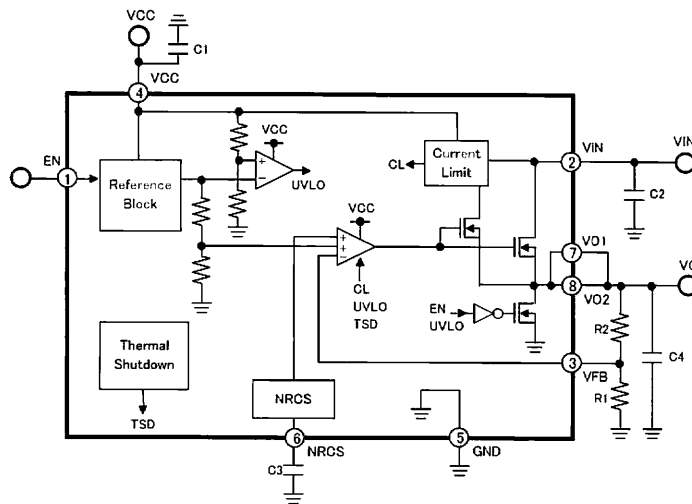 VCC
C1
4
VCC
EN
1
Reference
Block
VCC
+
−
UVLO
CL
Current
Limit
2
VIN
VIN
C2
VCC
+
+
−
CL
UVLO
TSD
7
VO1
8
VO2
EN
UVLO
R2
C4
3
VFB
R1
Thermal
Shutdown
TSD
NRCS
6
NRCS
C3
5
GND